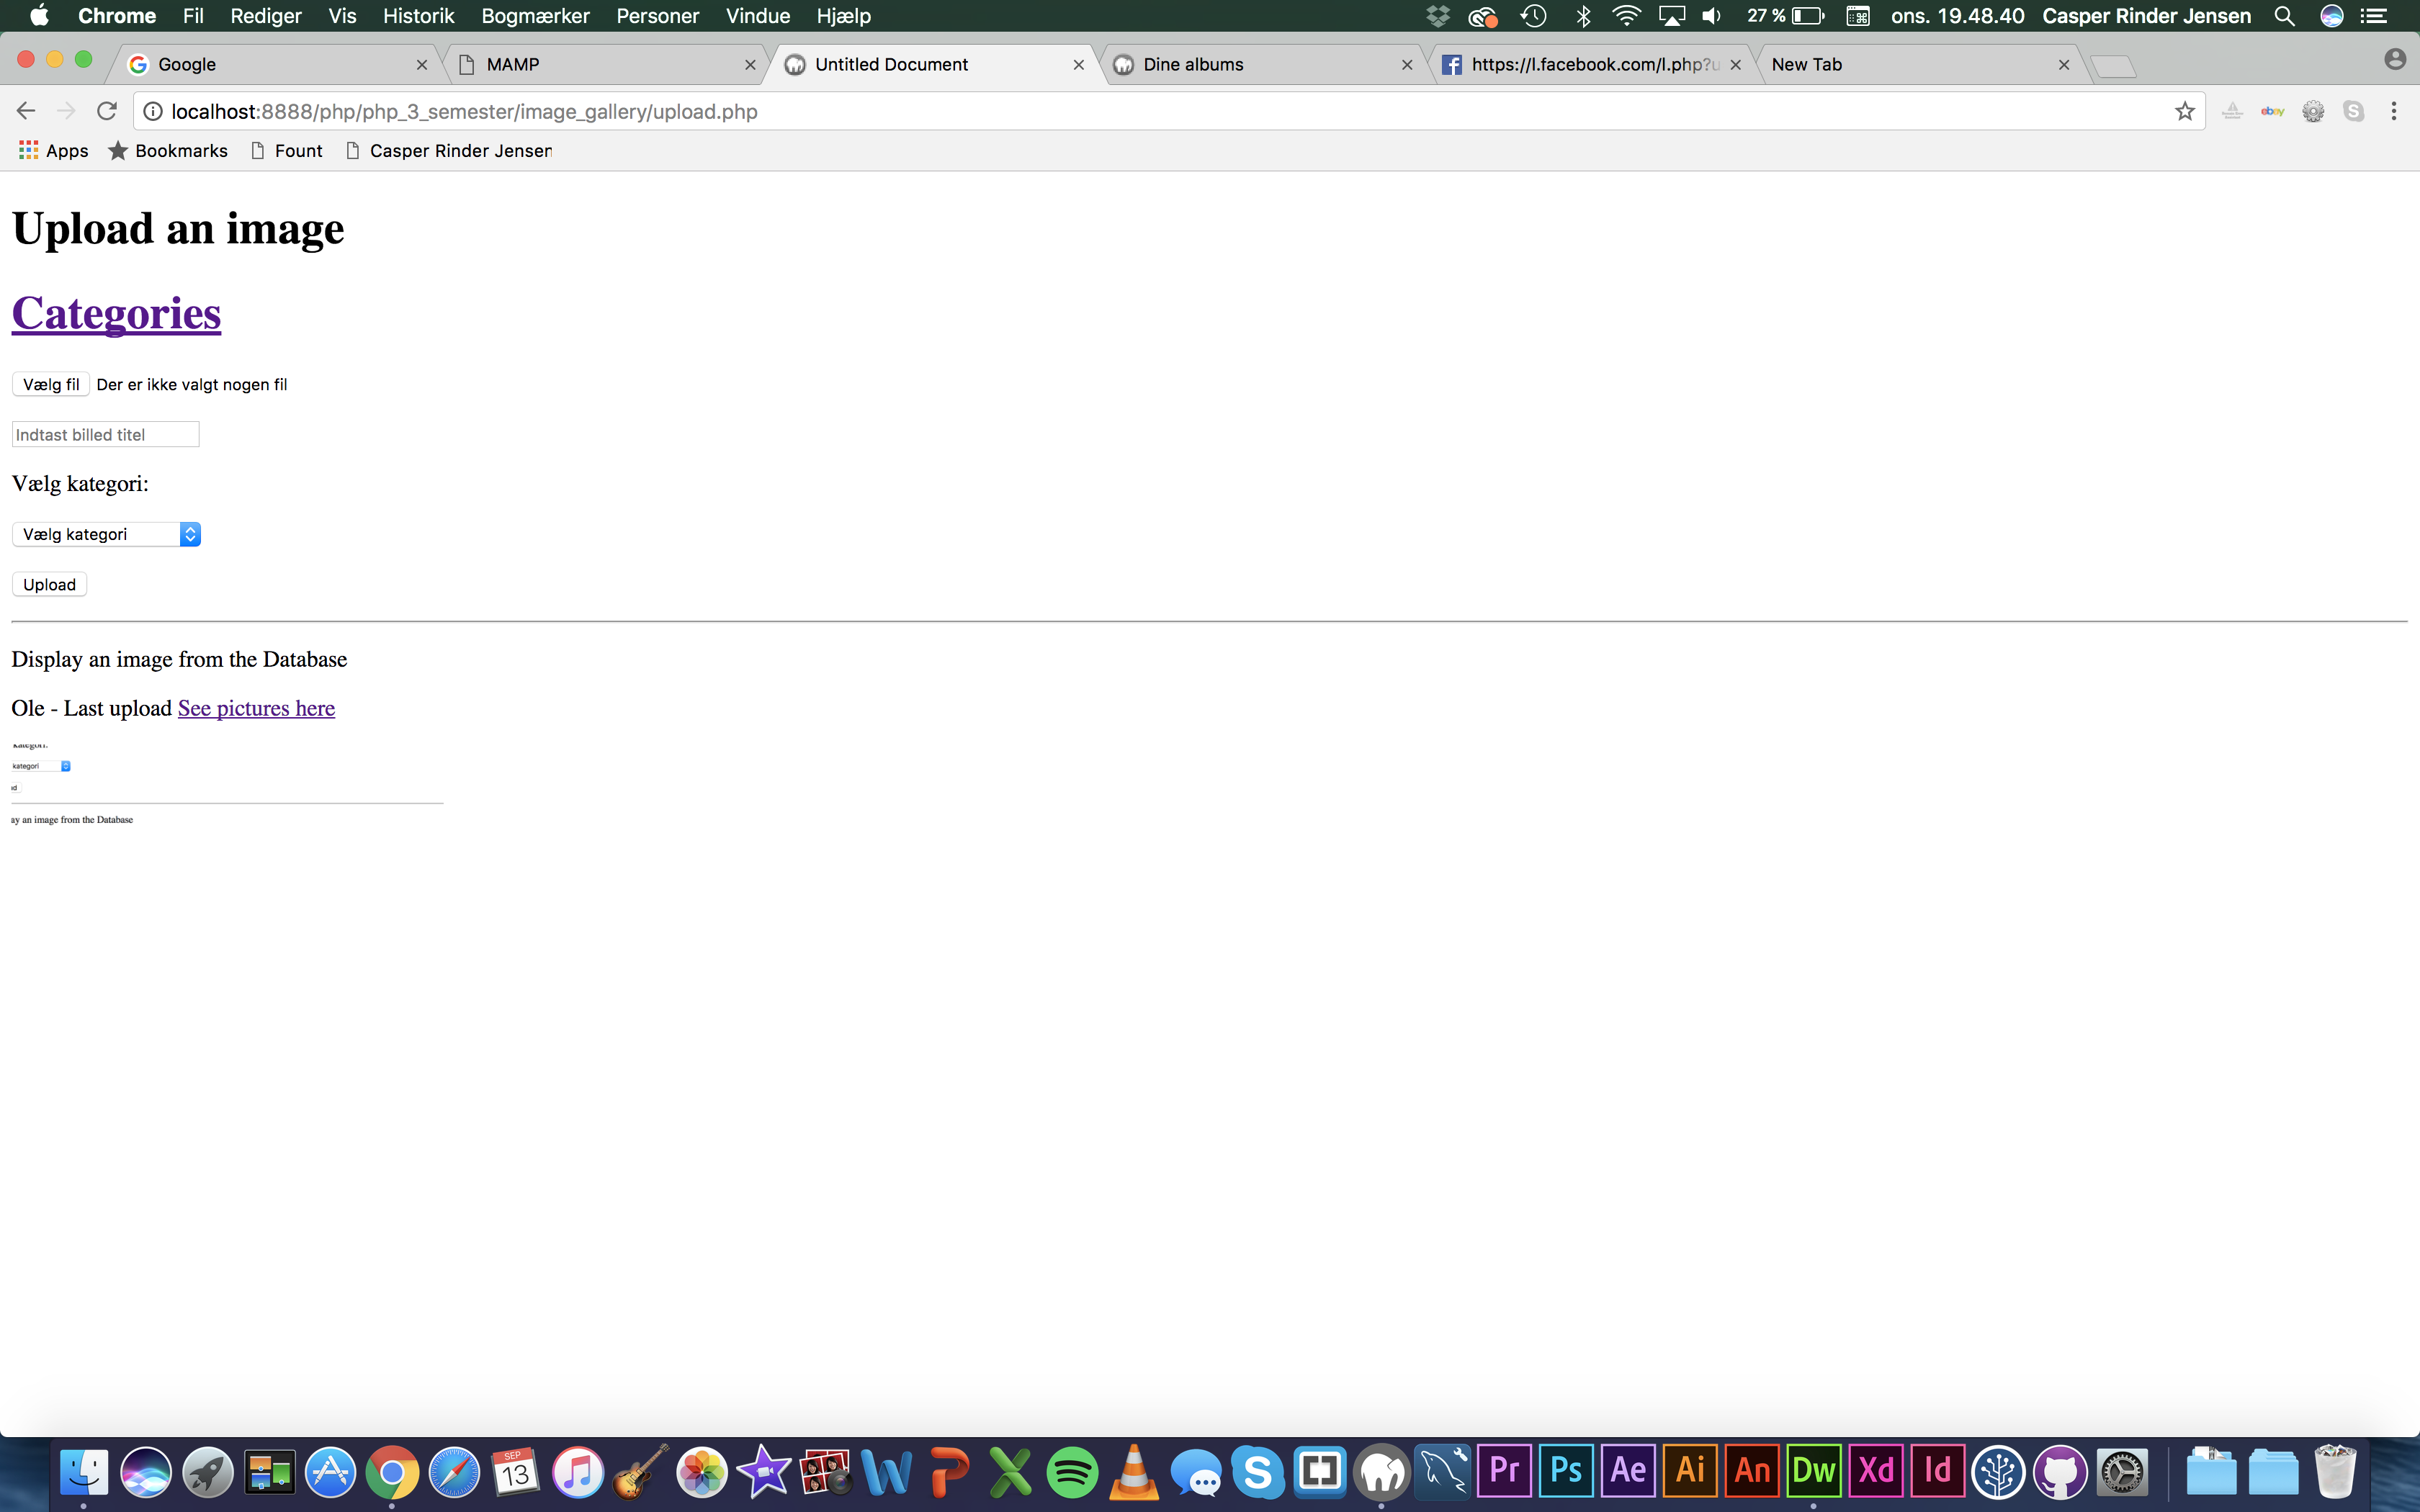 Chrome Fil Rediger Vis Historik Bogmærker Personer Vindue Hjælp 27 % ons. 19.48.40 Casper Rinder Jensen
Google MAMP Untitled Document Dine albums https://l.facebook.com/l.php?u New Tab
localhost:8888/php/php_3_semester/image_gallery/upload.php ebay S
Apps Bookmarks Fount Casper Rinder Jensen
Upload an image
Categories
Vælg fil Der er ikke valgt nogen fil
Indtast billed titel
Vælg kategori:
Vælg kategori
Upload
Display an image from the Database
Ole - Last upload See pictures here
kategori:
kategori
ad
ay an image from the Database
SEP 13 W P X S Pr Ps Ae Ai An Dw Xd Id